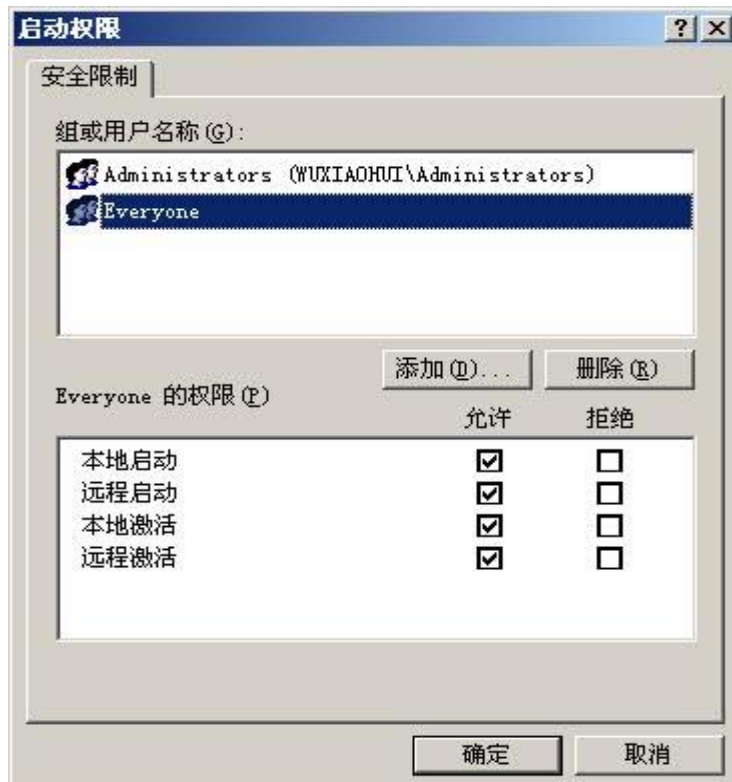 启动权限
安全限制
组或用户名称(G):
Administrators (WUXIAOHUI\Administrators)
Everyone
添加(D)... 删除(R)
Everyone 的权限(P)
允许 拒绝
本地启动
远程启动
本地激活
远程激活
确定 取消